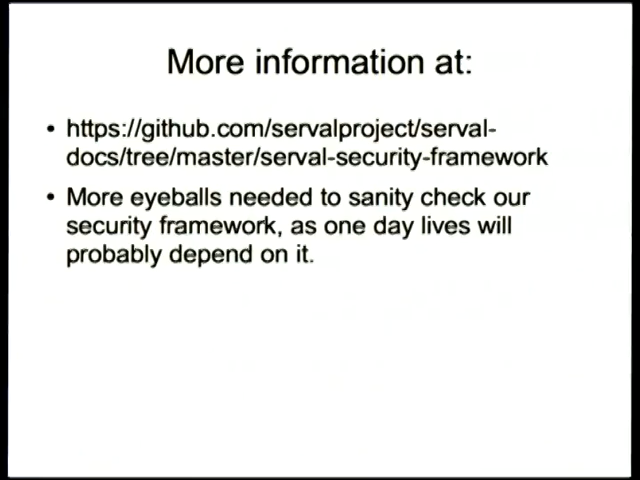 More information at:
• https://github.com/servalproject/serval-
docs/tree/master/serval-security-framework
• More eyeballs needed to sanity check our
security framework, as one day lives will
probably depend on it.